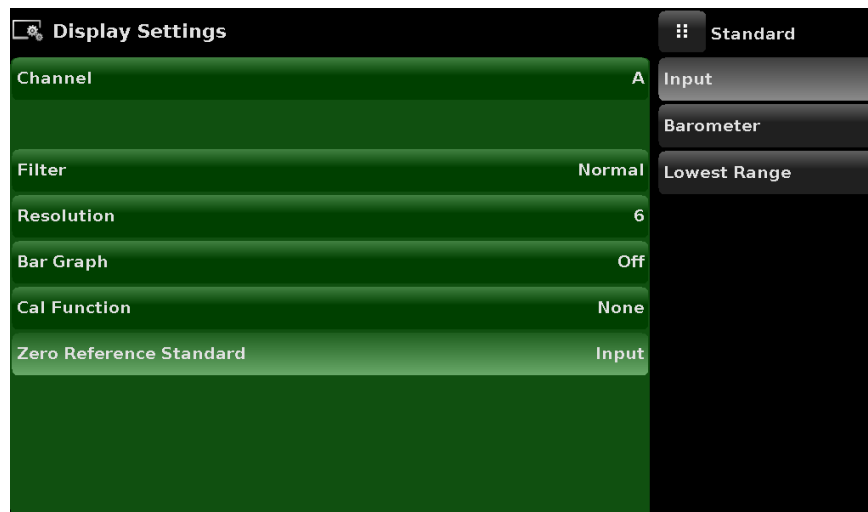 Display Settings
Channel A
Filter Normal
Resolution 6
Bar Graph Off
Cal Function None
Zero Reference Standard Input
Standard
Input
Barometer
Lowest Range